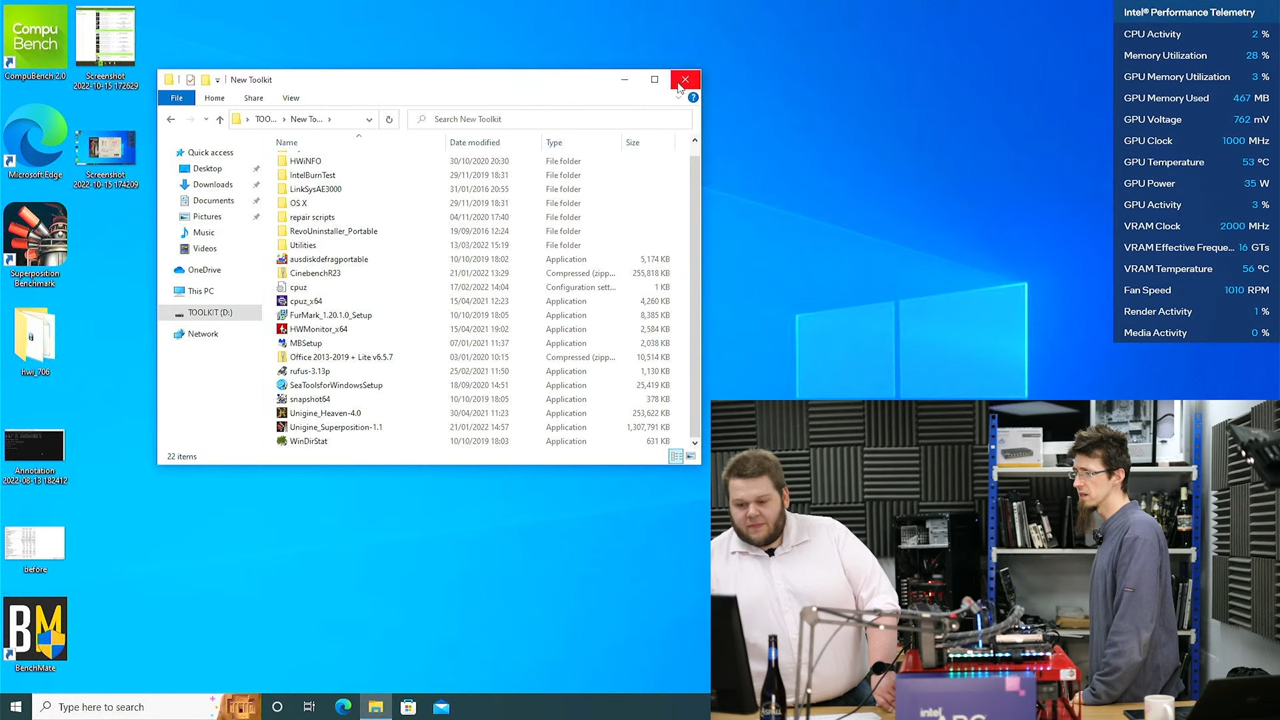 Compu
Bench
CompuBench 2.0
Screenshot
2022-10-15 172629
Microsoft Edge
Screenshot
2022-10-15 174209
Superposition
Benchmark
hwi_706
Annotation
2022-08-13 182412
Before
BM
BenchMate
New Toolkit
File Home Share View
TOO... New To...
Search New Toolkit
Quick access
Desktop
Downloads
Documents
Pictures
Music
Videos
OneDrive
This PC
TOOLKIT (D:)
Network
Name Date modified Type Size
HWiNFO 30/10/2020 20:30 File folder
IntelBurnTest 29/11/2019 18:31 File folder
LinkSysAE3000 31/01/2016 20:55 File folder
OS X 29/11/2019 18:31 File folder
repair scripts 04/11/2020 17:40 File folder
RevoUninstaller_Portable 19/09/2016 12:24 File folder
Utilities 13/03/2022 15:19 File folder
ausdiskdefragportable 10/10/2019 18:02 Application 5,174 KB
CinebenchR23 21/01/2022 13:29 Compressed (zipp... 255,818 KB
cpuz 17/02/2022 14:04 Configuration sett... 1 KB
cpuz_x64 15/04/2021 12:23 Application 4,260 KB
FurMark_1.20.1.0_Setup 10/10/2019 18:05 Application 8,385 KB
HWMonitor_x64 15/04/2021 19:02 Application 2,584 KB
MBSetup 07/01/2021 11:37 Application 2,038 KB
Office 2013-2019 + Lite v6.5.7 03/01/2020 10:15 Compressed (zipp... 10,514 KB
rufus-3.13p 25/02/2021 11:50 Application 1,130 KB
SeaToolsforWindowsSetup 18/09/2020 14:51 Application 25,419 KB
snapshot64 10/10/2019 18:05 Application 378 KB
Unigine_Heaven-4.0 30/04/2021 11:23 Application 253,622 KB
Unigine_Superposition-1.1 21/01/2022 14:57 Application 1,307,791 KB
WinDirStat 10/10/2019 18:03 Application 631 KB
22 items
Intel® Performance Telemetry
CPU Activity 2 %
Memory Utilization 28 %
GPU Memory Utilization 3 %
GPU Memory Used 467 MB
GPU Voltage 762 mV
GPU Clock 1000 MHz
GPU Temperature 53 ºC
GPU Power 35 W
GPU Activity 3 %
VRAM Clock 2000 MHz
VRAM Effective Freque... 16 GTs
VRAM Temperature 56 ºC
Fan Speed 1010 RPM
Render Activity 1 %
Media Activity 0 %
intel
ARC
Type here to search